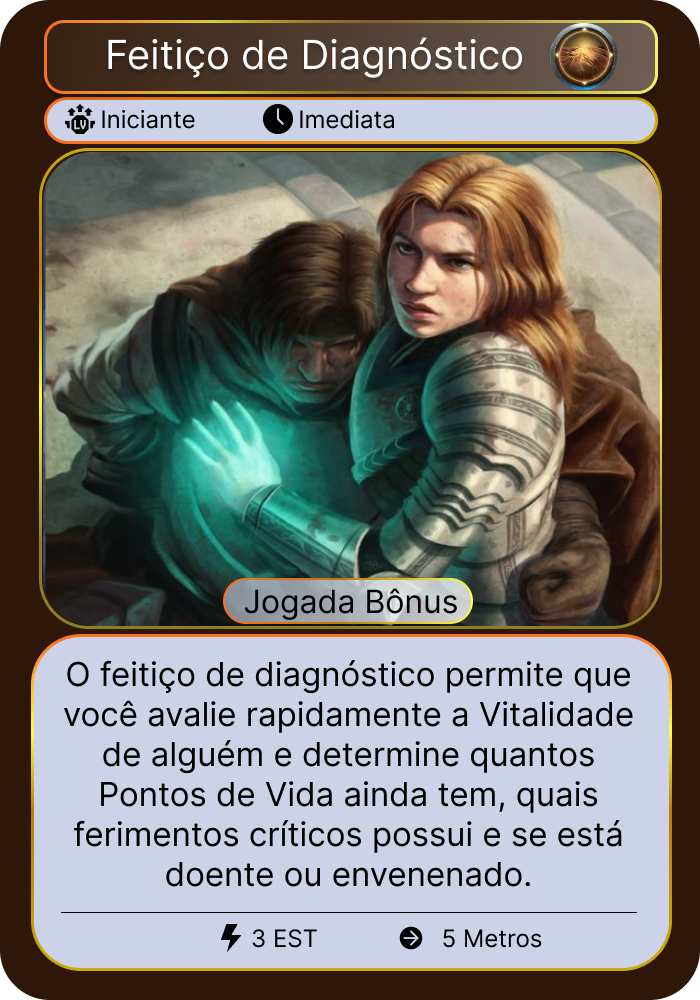 Feitiço de Diagnóstico
LV Iniciante Imediata
Jogada Bônus
O feitiço de diagnóstico permite que
você avalie rapidamente a Vitalidade
de alguém e determine quantos
Pontos de Vida ainda tem, quais
ferimentos críticos possui e se está
doente ou envenenado.
3 EST 5 Metros